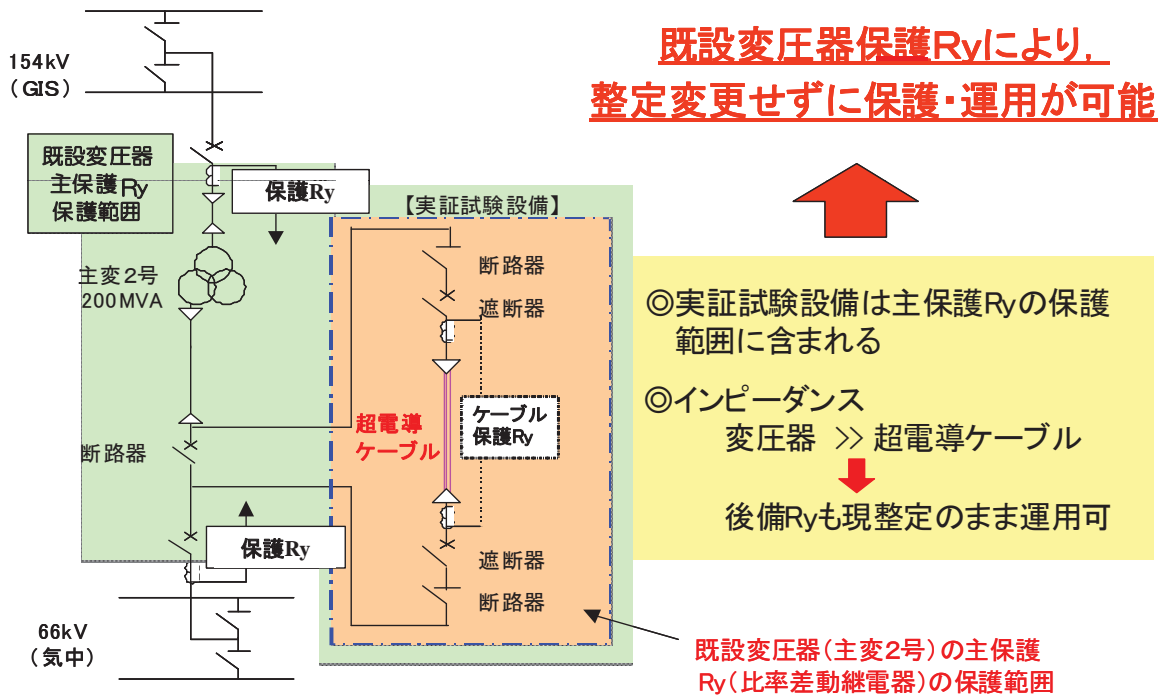 既設変圧器保護Ryにより,
整定変更せずに保護・運用が可能
154kV
(GIS)
既設変圧器
主保護Ry
保護範囲
保護Ry
【実証試験設備】
主変2号
200MVA
断路器
遮断器
超電導
ケーブル
ケーブル
保護Ry
断路器
保護Ry
遮断器
断路器
66kV
(気中)
◎実証試験設備は主保護Ryの保護
範囲に含まれる
◎インピーダンス
変圧器 ≫ 超電導ケーブル
後備Ryも現整定のまま運用可
既設変圧器(主変2号)の主保護
Ry(比率差動継電器)の保護範囲